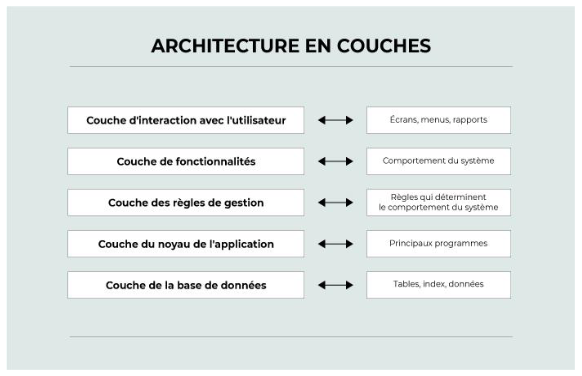 ARCHITECTURE EN COUCHES
Couche d'interaction avec l'utilisateur
Écrans, menus, rapports
Couche de fonctionnalités
Comportement du système
Couche des règles de gestion
Règles qui déterminent
le comportement du système
Couche du noyau de l'application
Principaux programmes
Couche de la base de données
Tables, index, données